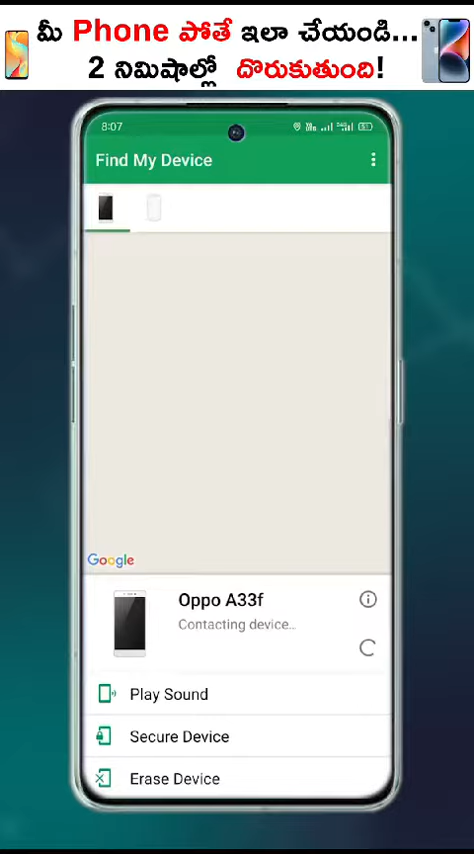 మీ Phone పోతే ఇలా చేయండి...
2 నిమిషాల్లో దొరుకుతుంది!
8:07
Find My Device
Google
Oppo A33f
Contacting device...
Play Sound
Secure Device
Erase Device